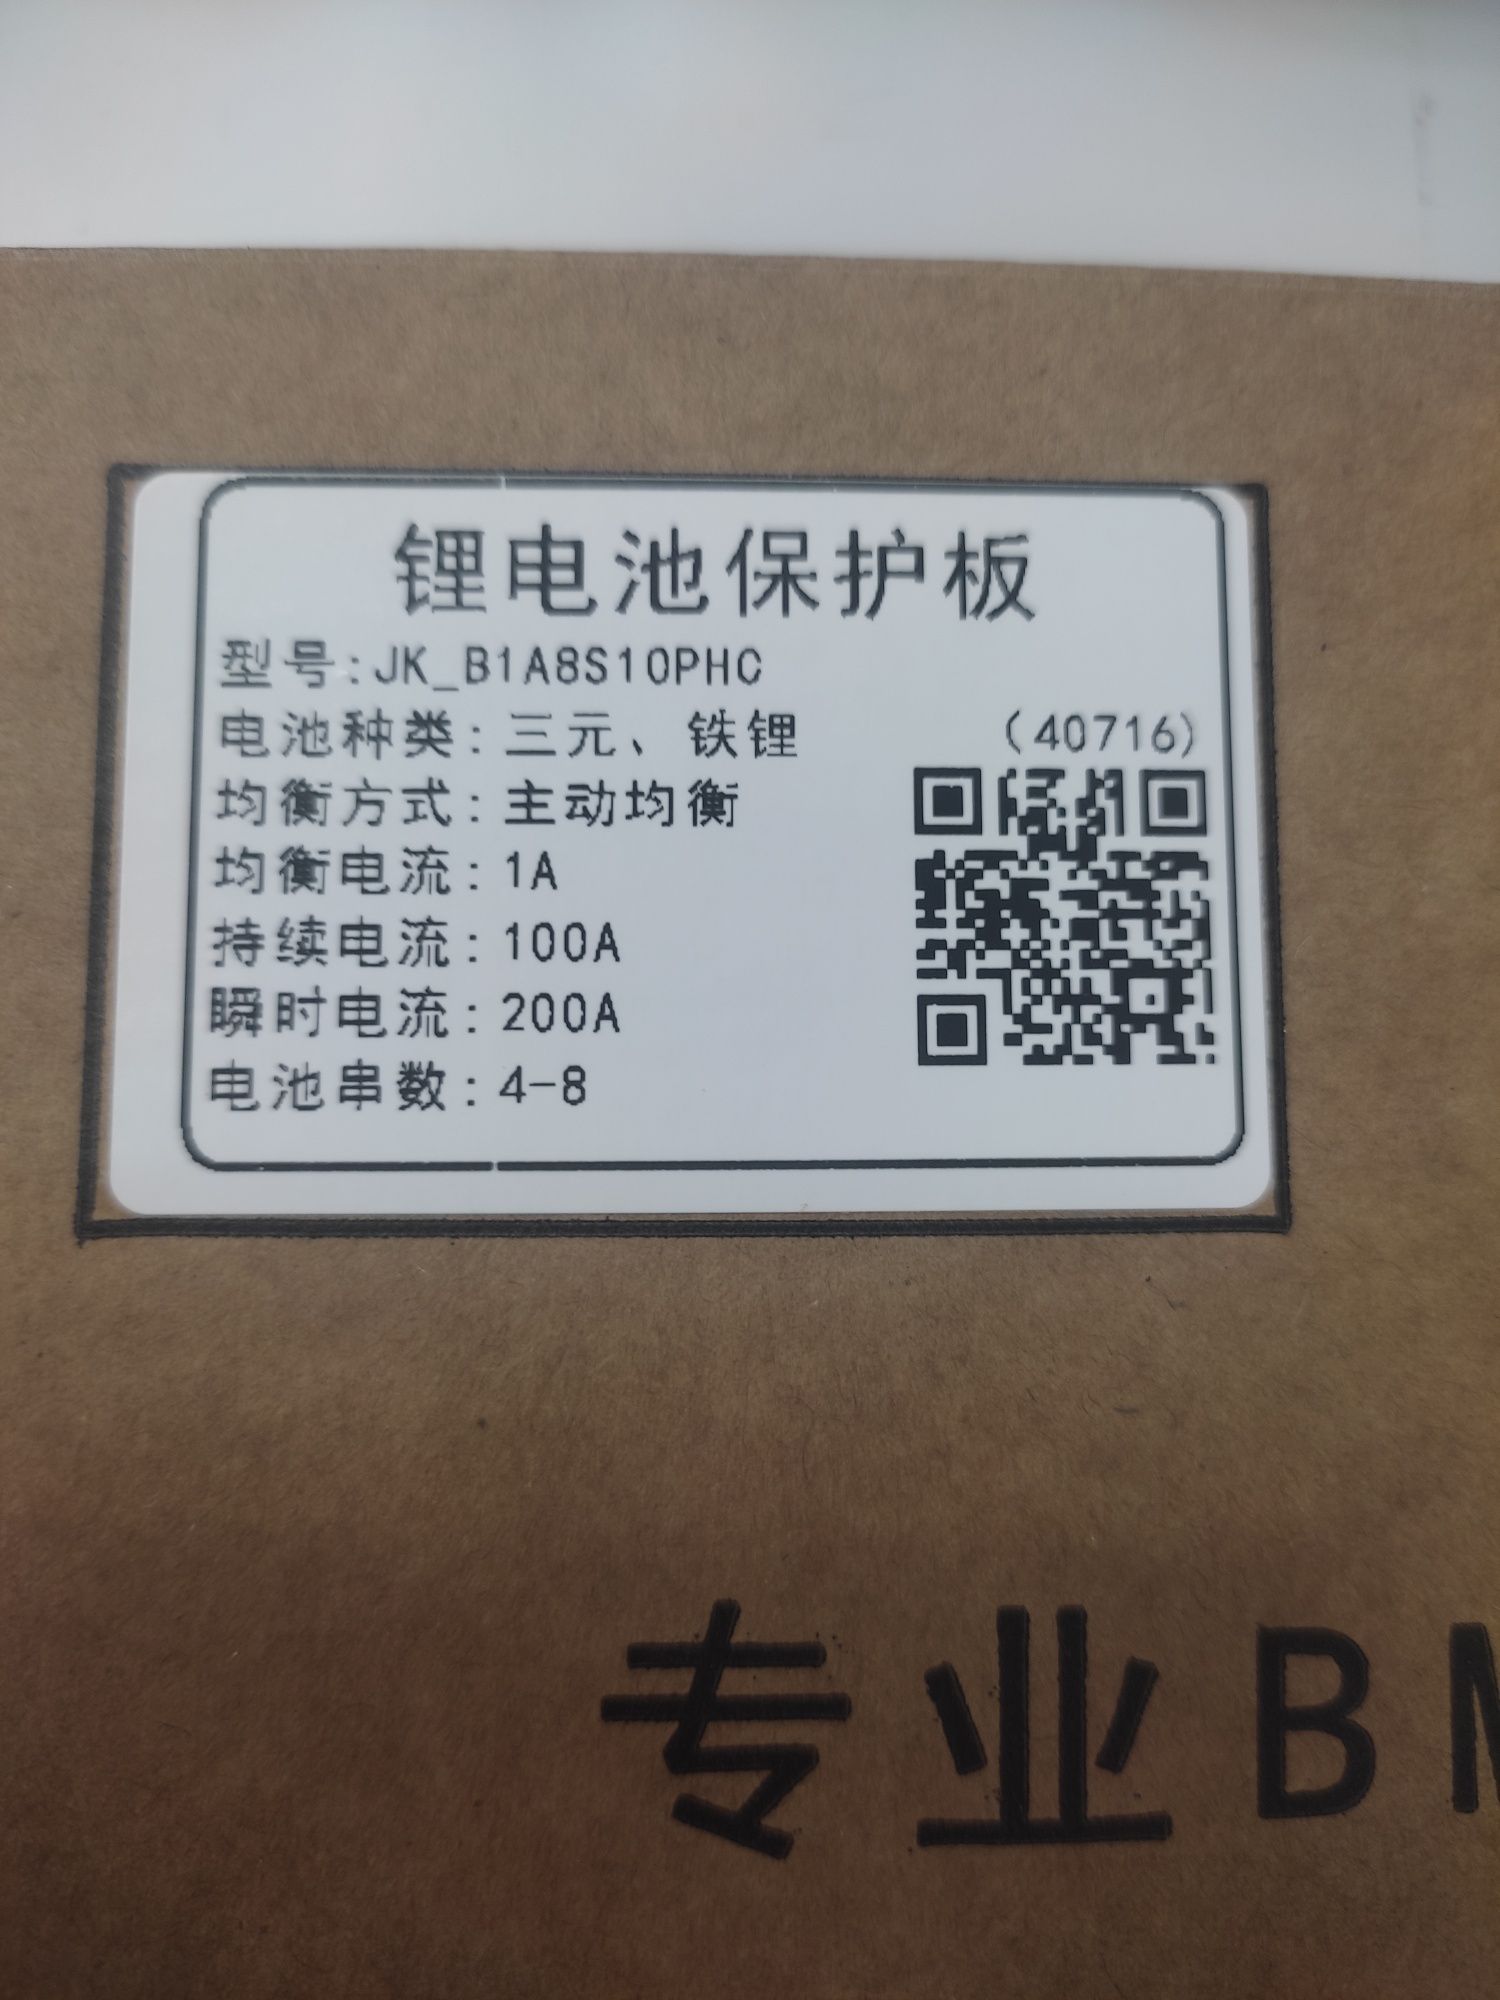 锂电池保护板
型号:JK_B1A8S10PHC
电池种类:三元、铁锂 (40716)
均衡方式:主动均衡
均衡电流:1A
持续电流:100A
瞬时电流:200A
电池串数:4-8
专业BM